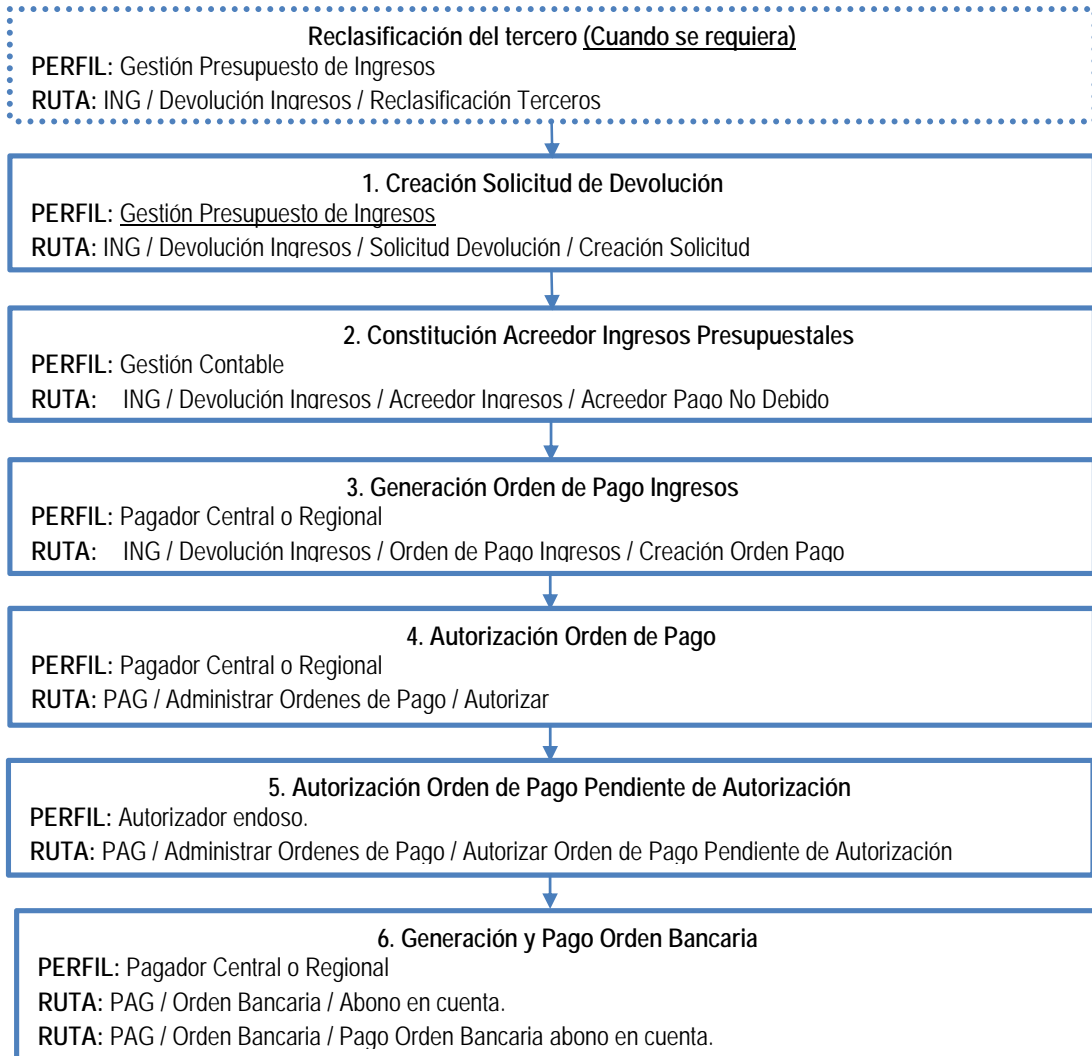 Reclasificación del tercero (Cuando se requiera)
PERFIL: Gestión Presupuesto de Ingresos
RUTA: ING / Devolución Ingresos / Reclasificación Terceros
1. Creación Solicitud de Devolución
PERFIL: Gestión Presupuesto de Ingresos
RUTA: ING / Devolución Ingresos / Solicitud Devolución / Creación Solicitud
2. Constitución Acreedor Ingresos Presupuestales
PERFIL: Gestión Contable
RUTA: ING / Devolución Ingresos / Acreedor Ingresos / Acreedor Pago No Debido
3. Generación Orden de Pago Ingresos
PERFIL: Pagador Central o Regional
RUTA: ING / Devolución Ingresos / Orden de Pago Ingresos / Creación Orden Pago
4. Autorización Orden de Pago
PERFIL: Pagador Central o Regional
RUTA: PAG / Administrar Ordenes de Pago / Autorizar
5. Autorización Orden de Pago Pendiente de Autorización
PERFIL: Autorizador endoso.
RUTA: PAG / Administrar Ordenes de Pago / Autorizar Orden de Pago Pendiente de Autorización
6. Generación y Pago Orden Bancaria
PERFIL: Pagador Central o Regional
RUTA: PAG / Orden Bancaria / Abono en cuenta.
RUTA: PAG / Orden Bancaria / Pago Orden Bancaria abono en cuenta.